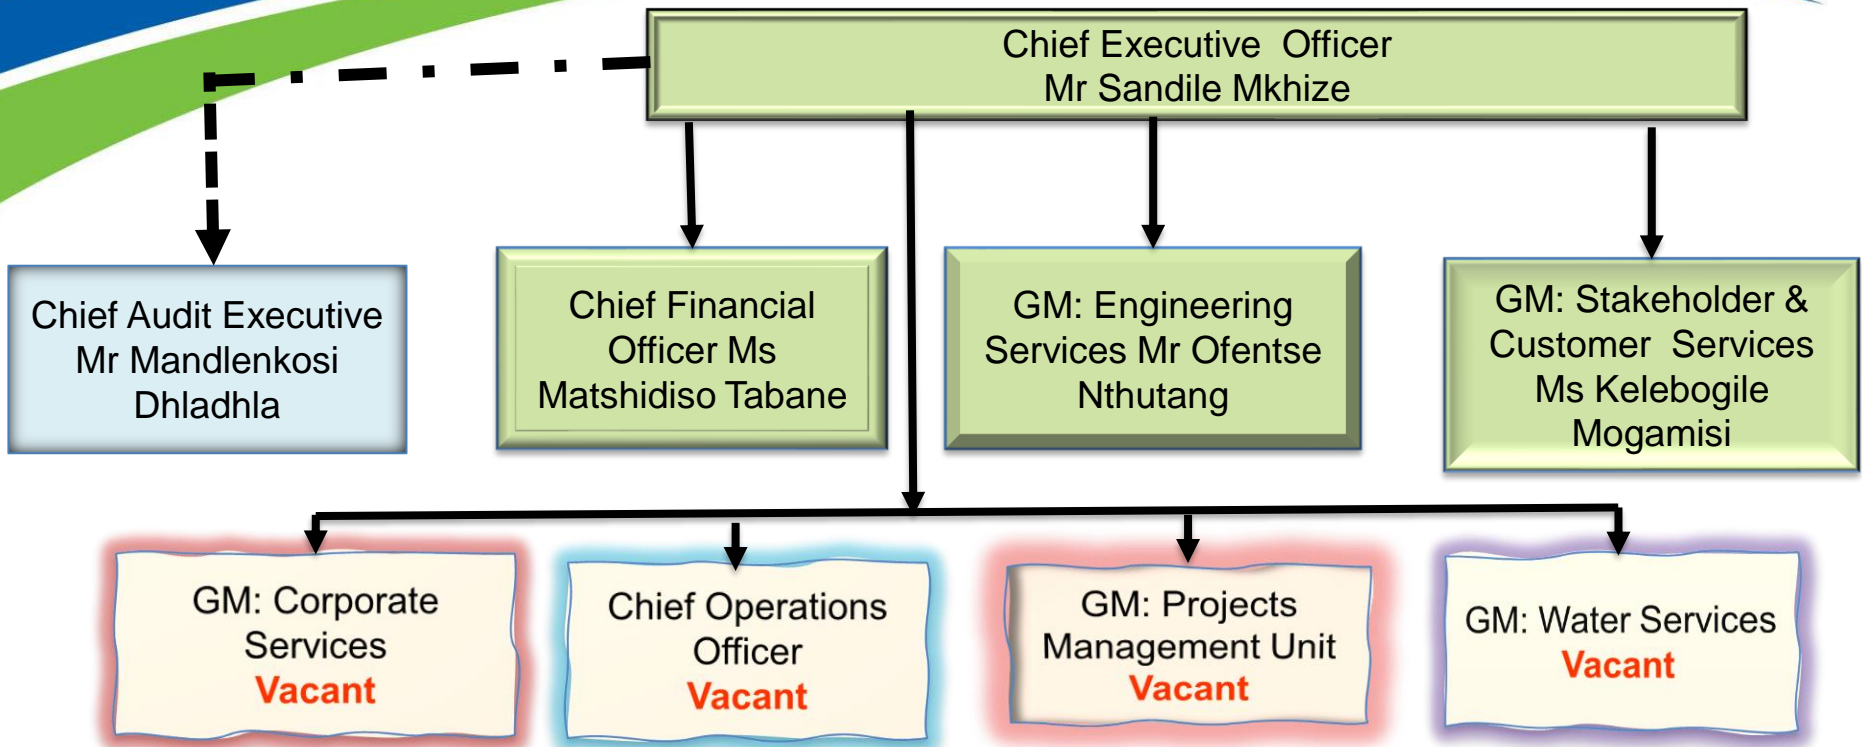 Chief Executive Officer
Mr Sandile Mkhize
Chief Audit Executive
Mr Mandlenkosi
Dhladhla
Chief Financial
Officer Ms
Matshidiso Tabane
GM: Engineering
Services Mr Ofentse
Nthutang
GM: Stakeholder &
Customer Services
Ms Kelebogile
Mogamisi
GM: Corporate
Services
Vacant
Chief Operations
Officer
Vacant
GM: Projects
Management Unit
Vacant
GM: Water Services
Vacant